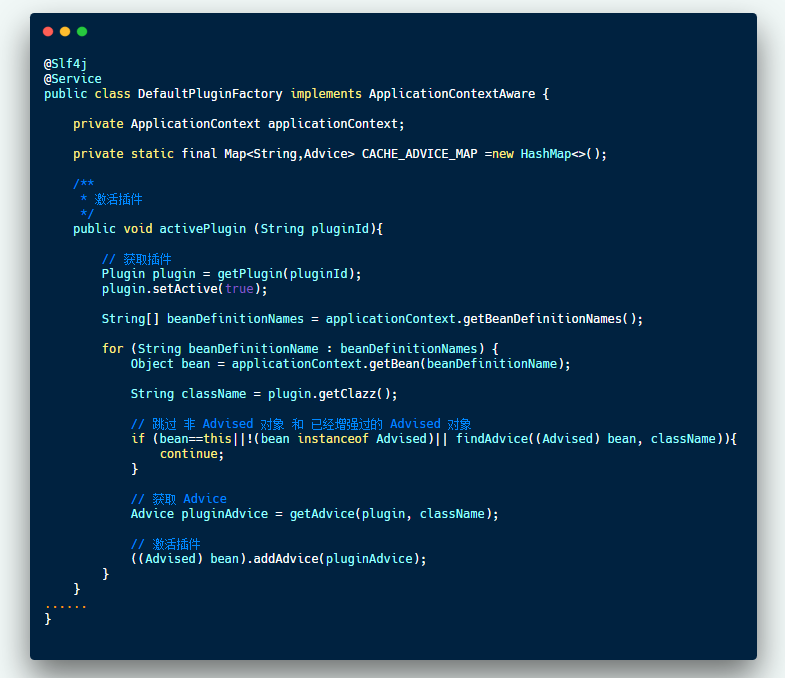 @Slf4j
@Service
public class DefaultPluginFactory implements ApplicationContextAware {
    private ApplicationContext applicationContext;
    private static final Map<String,Advice> CACHE_ADVICE_MAP =new HashMap<>();
    /**
     * 激活插件
     */
    public void activePlugin (String pluginId){
        // 获取插件
        Plugin plugin = getPlugin(pluginId);
        plugin.setActive(true);
        String[] beanDefinitionNames = applicationContext.getBeanDefinitionNames();
        for (String beanDefinitionName : beanDefinitionNames) {
            Object bean = applicationContext.getBean(beanDefinitionName);
            String className = plugin.getClazz();
            // 跳过 非 Advised 对象 和 已经增强过的 Advised 对象
            if (bean==this||!(bean instanceof Advised)|| findAdvice((Advised) bean, className)){
                continue;
            }
            // 获取 Advice
            Advice pluginAdvice = getAdvice(plugin, className);
            // 激活插件
            ((Advised) bean).addAdvice(pluginAdvice);
        }
    }
......
}